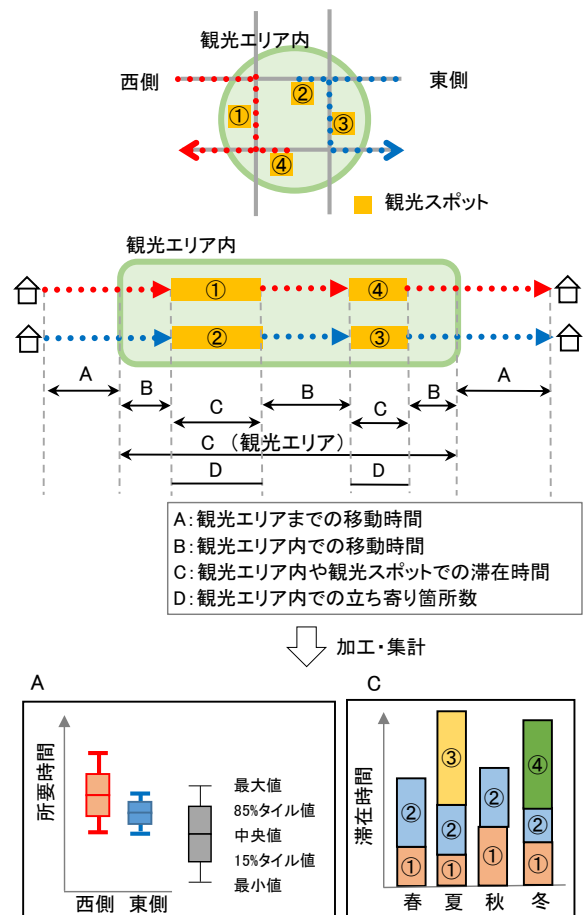 観光エリア内
西側
東側
②
①
③
④
観光スポット
観光エリア内
①
④
②
③
A
A
B
B
B
C
C
C （観光エリア）
D
D
A：観光エリアまでの移動時間
B：観光エリア内での移動時間
C：観光エリア内や観光スポットでの滞在時間
D：観光エリア内での立ち寄り箇所数
加工・集計
A
所要時間
西側
東側
最大値
85%タイル値
中央値
15%タイル値
最小値
C
滞在時間
②
①
③
②
①
②
①
④
②
①
春
夏
秋
冬